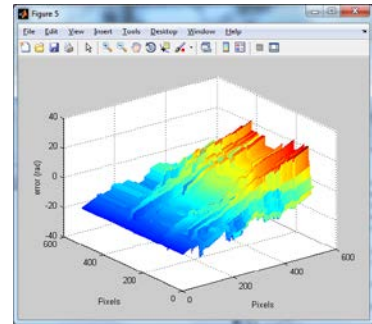 Figure 5
File Edit View Insert Tools Desktop Window Help
40
20
0
-20
-40
error (rad)
600
400
200
0
Pixels
0
200
400
600
Pixels